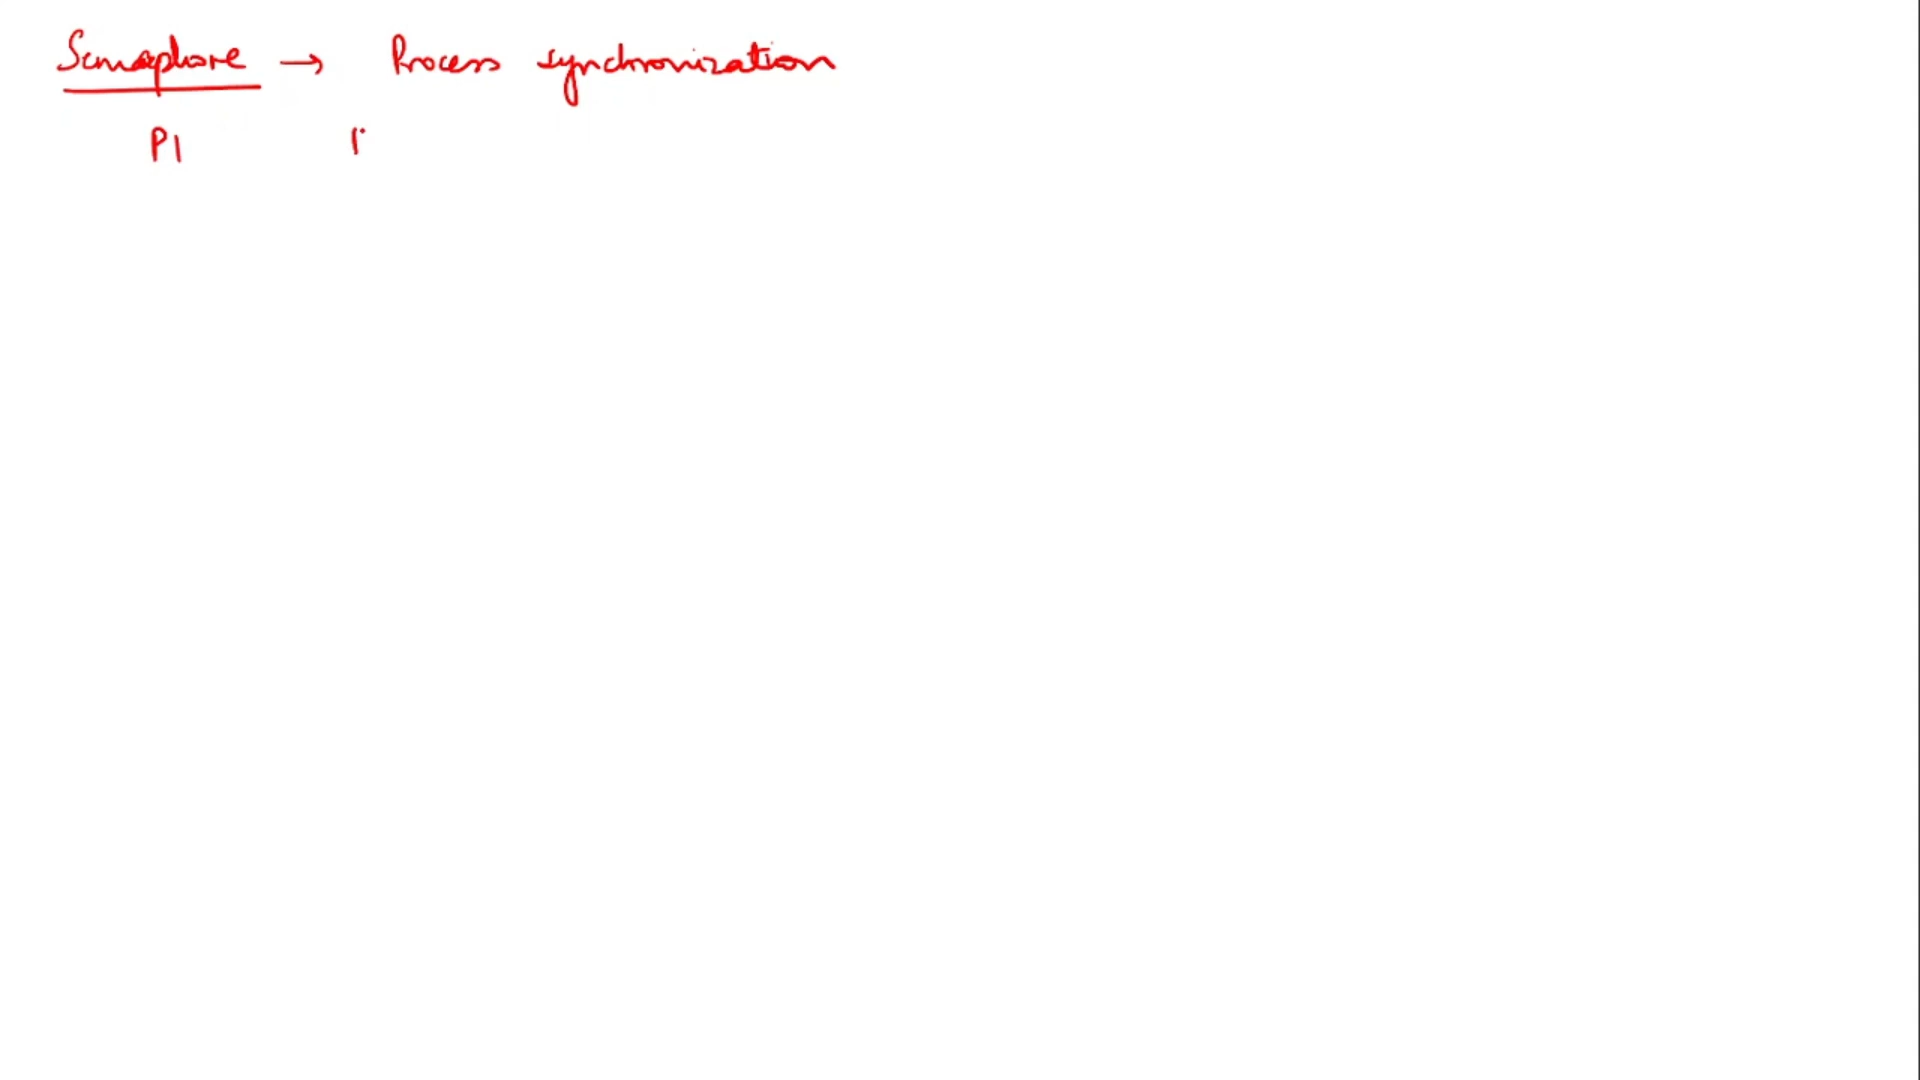 Semaphore → Process synchronization
P1